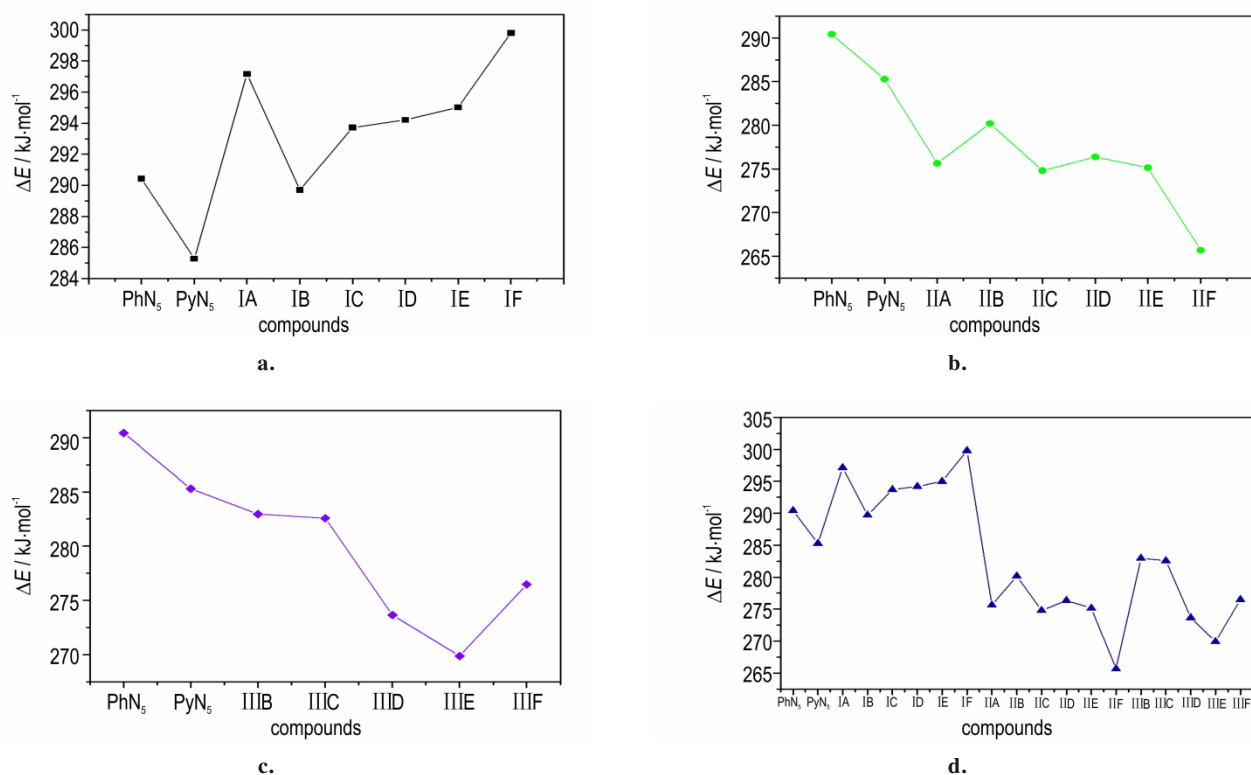 300
298
296
294
292
290
288
286
284
ΔE / kJ·mol⁻¹
PhN₅ PyN₅ ⅠA ⅠB ⅠC ⅠD ⅠE ⅠF
compounds
a.
290
285
280
275
270
265
ΔE / kJ·mol⁻¹
PhN₅ PyN₅ ⅡA ⅡB ⅡC ⅡD ⅡE ⅡF
compounds
b.
290
285
280
275
270
ΔE / kJ·mol⁻¹
PhN₅ PyN₅ ⅢB ⅢC ⅢD ⅢE ⅢF
compounds
c.
305
300
295
290
285
280
275
270
265
ΔE / kJ·mol⁻¹
PhN₅ PyN₅ ⅠA ⅠB ⅠC ⅠD ⅠE ⅠF ⅡA ⅡB ⅡC ⅡD ⅡE ⅡF ⅢB ⅢC ⅢD ⅢE ⅢF
compounds
d.